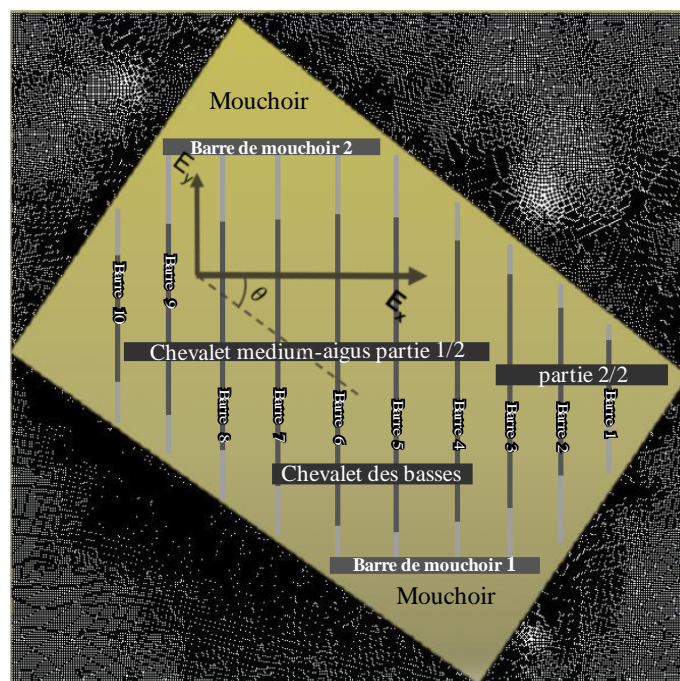 Mouchoir
Barre de mouchoir 2
E_y
Barre 10
Barre 9
θ
E_x
Chevalet medium-aigus partie 1/2
partie 2/2
Barre 8
Barre 7
Barre 6
Barre 5
Barre 4
Barre 3
Barre 2
Barre 1
Chevalet des basses
Barre de mouchoir 1
Mouchoir